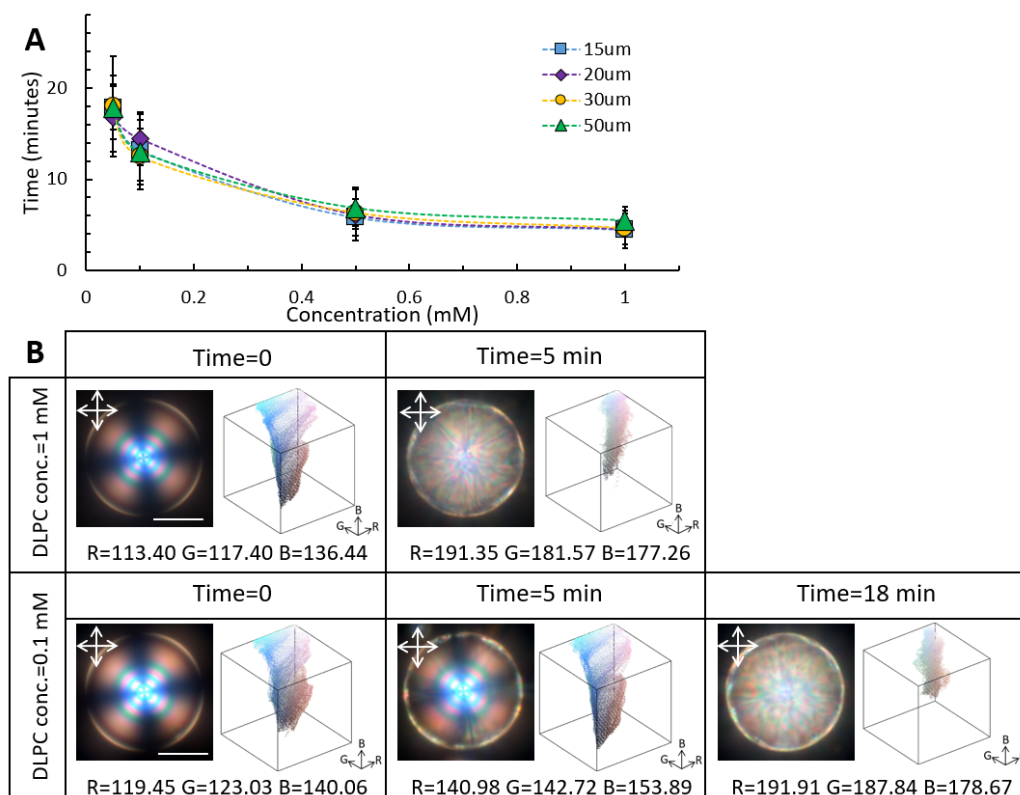 A
Time (minutes)
20
10
0
0
0.2
0.4
0.6
0.8
1
Concentration (mM)
15um
20um
30um
50um
B
Time=0
Time=5 min
DLPC conc.=1 mM
B
G
R
B
G
R
R=113.40 G=117.40 B=136.44
R=191.35 G=181.57 B=177.26
Time=0
Time=5 min
Time=18 min
DLPC conc.=0.1 mM
B
G
R
B
G
R
B
G
R
R=119.45 G=123.03 B=140.06
R=140.98 G=142.72 B=153.89
R=191.91 G=187.84 B=178.67